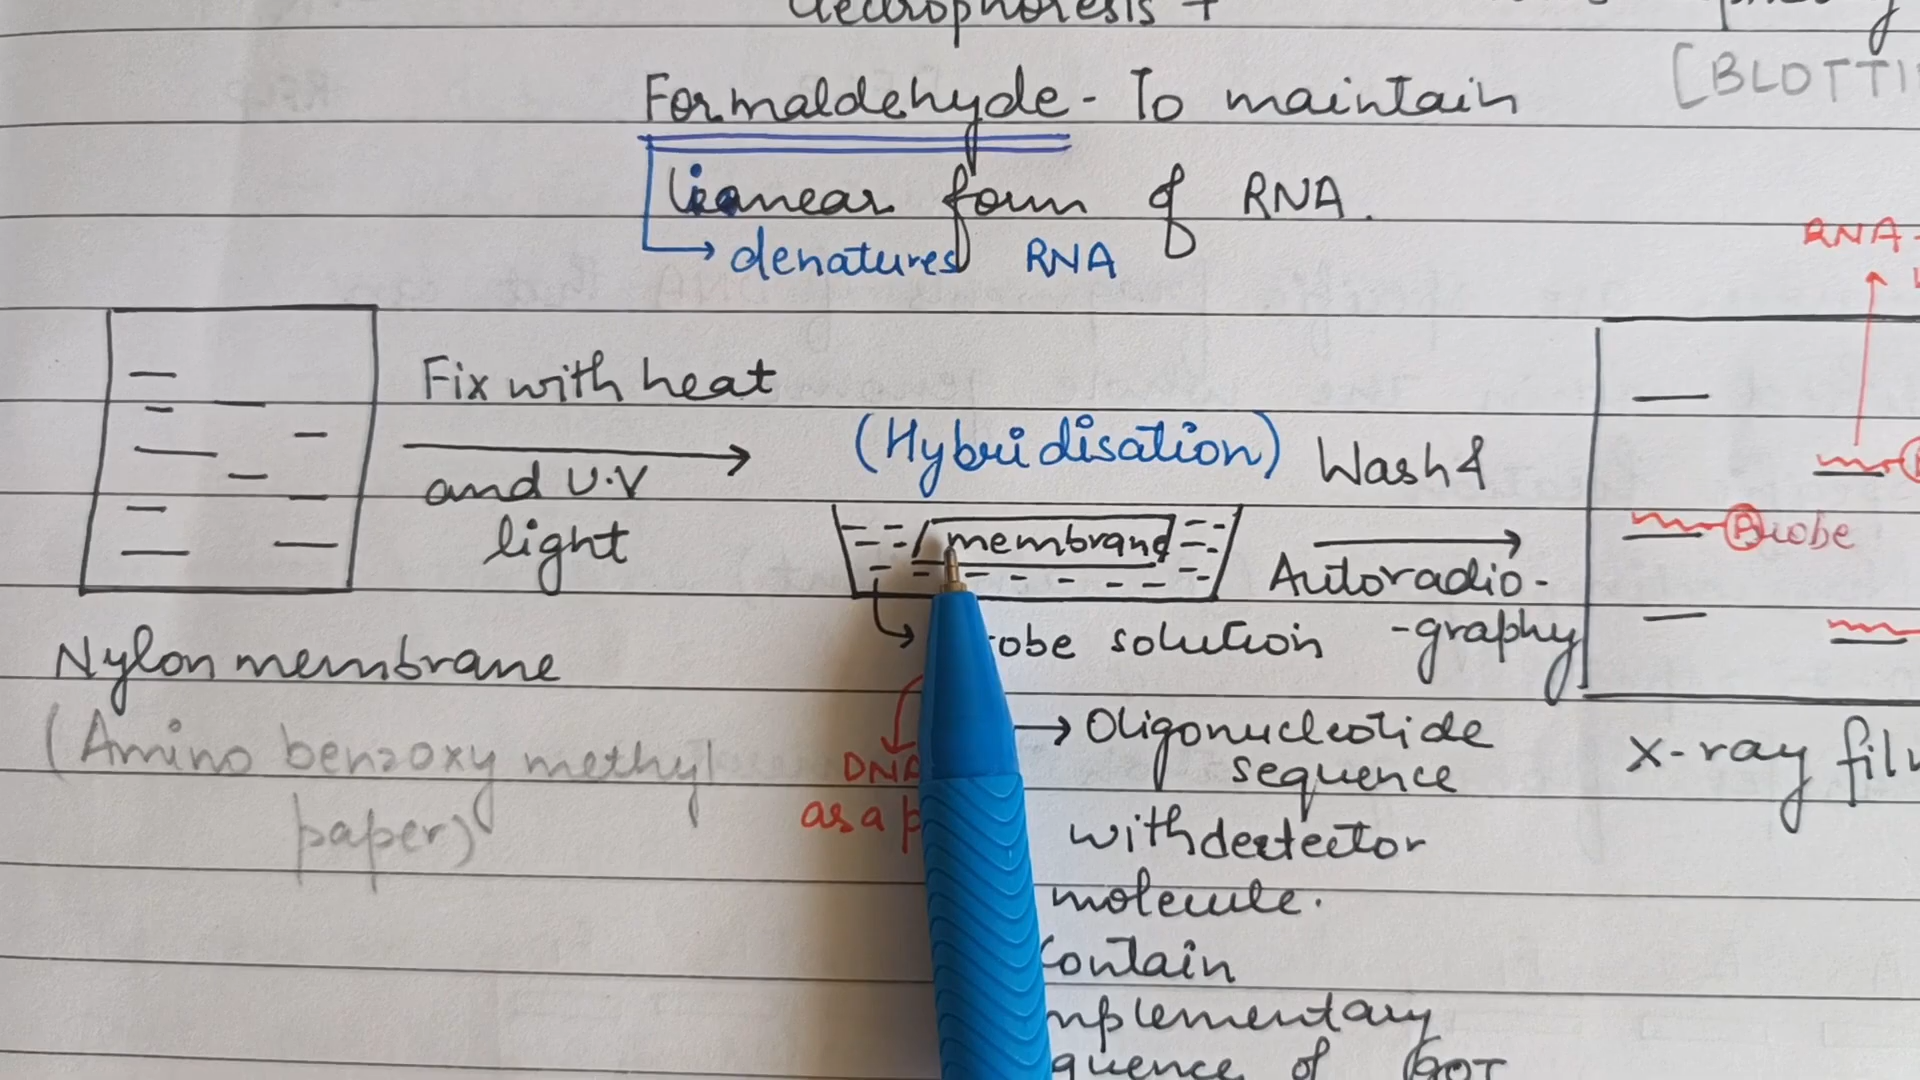 electrophoresis +
[BLOTTI
Formaldehyde - To maintain
linear form of RNA.
denatures RNA
RNA -
Fix with heat
and U.V
light
(Hybridisation)
membrane
Wash &
Autoradio-
-graphy
Probe
Nylon membrane
(Amino benzoxy methyl
paper)
obe solution
DNA
as a p
Oligonucleotide
sequence
with detector
molecule.
contain
mplementary
quence of
X-ray fil